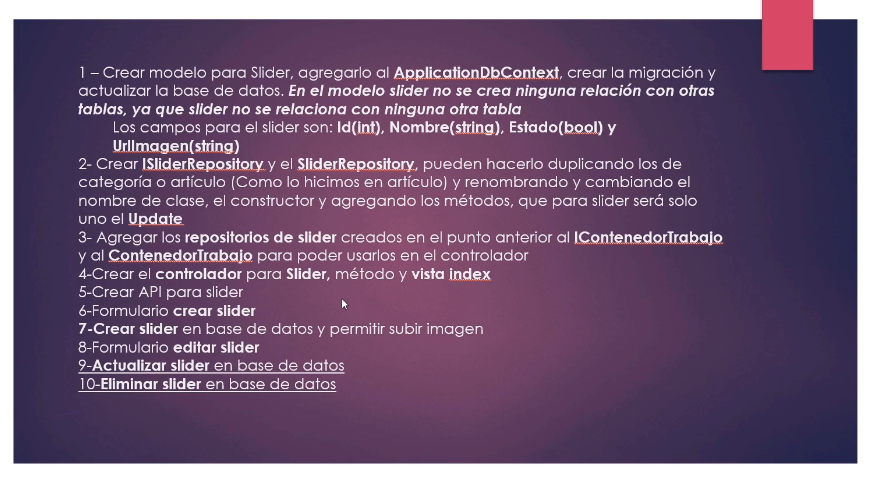 1 – Crear modelo para Slider, agregarlo al ApplicationDbContext, crear la migración y
actualizar la base de datos. En el modelo slider no se crea ninguna relación con otras
tablas, ya que slider no se relaciona con ninguna otra tabla
Los campos para el slider son: Id(int), Nombre(string), Estado(bool) y
UrlImagen(string)
2- Crear ISliderRepository y el SliderRepository, pueden hacerlo duplicando los de
categoría o artículo (Como lo hicimos en artículo) y renombrando y cambiando el
nombre de clase, el constructor y agregando los métodos, que para slider será solo
uno el Update
3- Agregar los repositorios de slider creados en el punto anterior al IContenedorTrabajo
y al ContenedorTrabajo para poder usarlos en el controlador
4-Crear el controlador para Slider, método y vista index
5-Crear API para slider
6-Formulario crear slider
7-Crear slider en base de datos y permitir subir imagen
8-Formulario editar slider
9-Actualizar slider en base de datos
10-Eliminar slider en base de datos